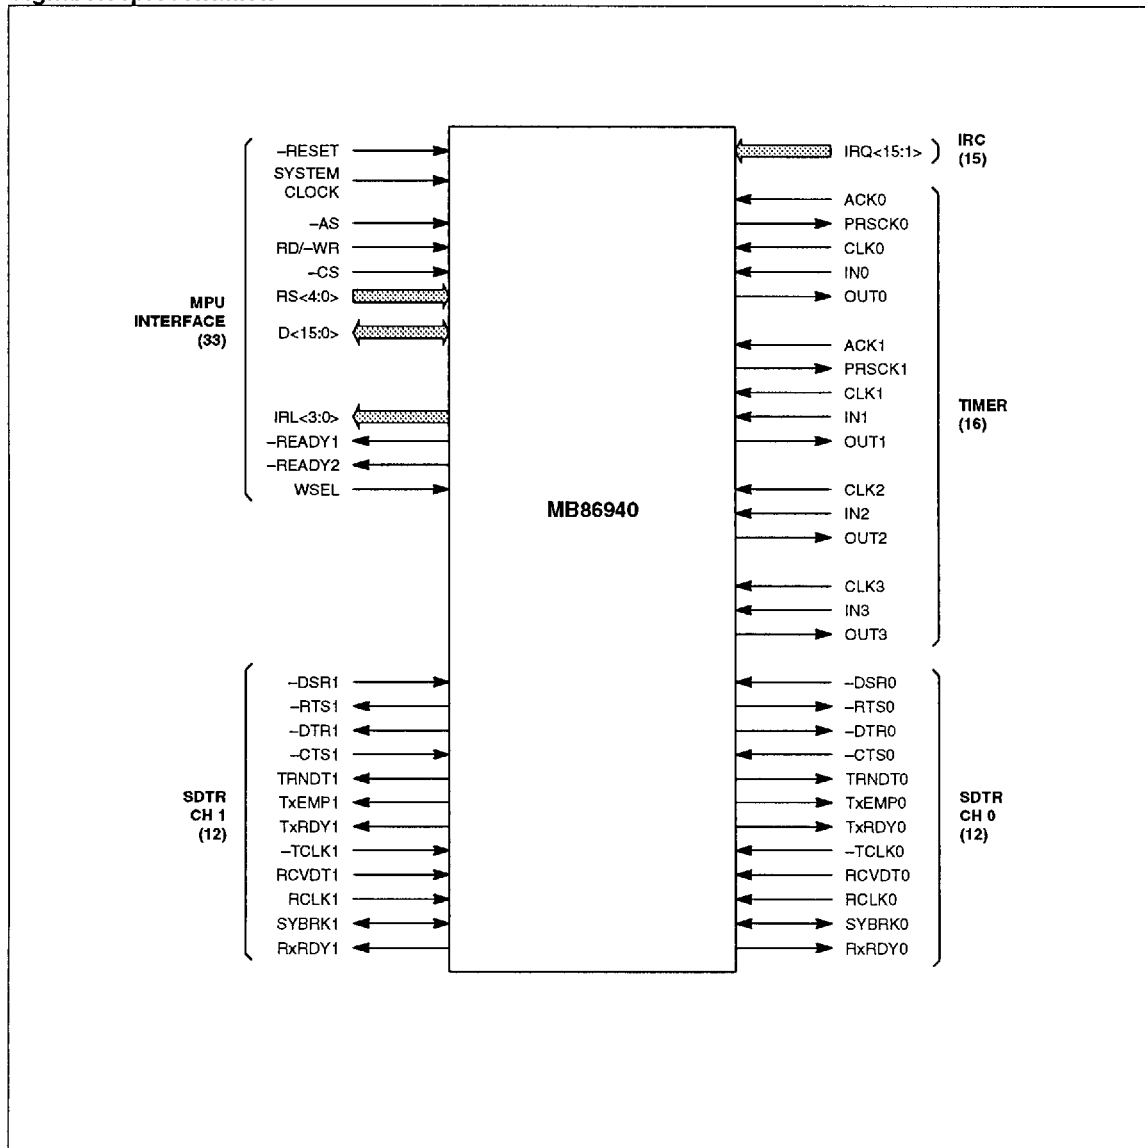 -RESET
SYSTEM
CLOCK
-AS
RD/-WR
-CS
RS<4:0>
D<15:0>
IRL<3:0>
-READY1
-READY2
WSEL
MPU
INTERFACE
(33)
-DSR1
-RTS1
-DTR1
-CTS1
TRNDT1
TxEMP1
TxRDY1
-TCLK1
RCVDT1
RCLK1
SYBRK1
RxRDY1
SDTR
CH 1
(12)
MB86940
IRQ<15:1>
IRC
(15)
ACK0
PRSCK0
CLK0
IN0
OUT0
ACK1
PRSCK1
CLK1
IN1
OUT1
CLK2
IN2
OUT2
CLK3
IN3
OUT3
TIMER
(16)
-DSR0
-RTS0
-DTR0
-CTS0
TRNDT0
TxEMP0
TxRDY0
-TCLK0
RCVDT0
RCLK0
SYBRK0
RxRDY0
SDTR
CH 0
(12)